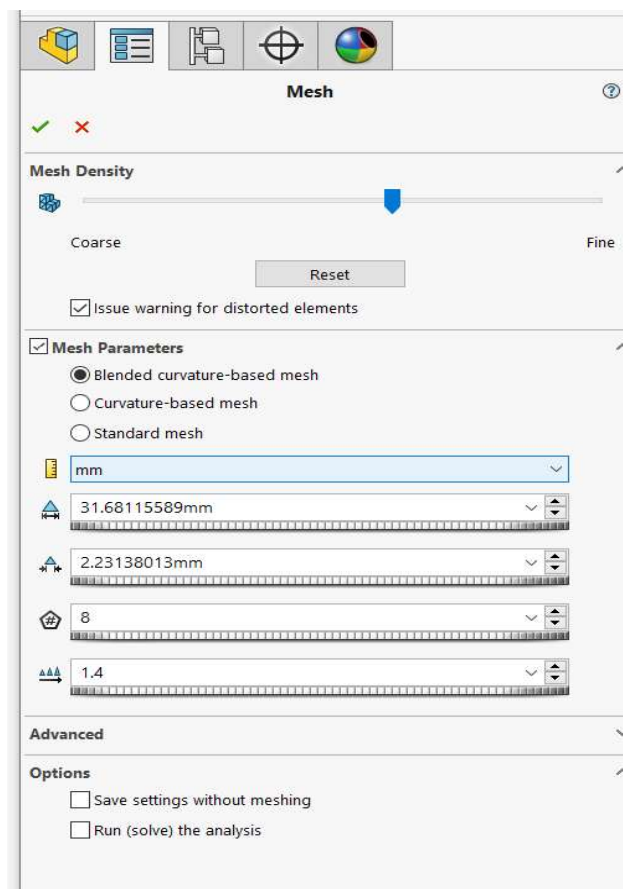 Mesh
Mesh Density
Coarse Fine
Reset
Issue warning for distorted elements
Mesh Parameters
Blended curvature-based mesh
Curvature-based mesh
Standard mesh
mm
31.68115589mm
2.23138013mm
8
1.4
Advanced
Options
Save settings without meshing
Run (solve) the analysis